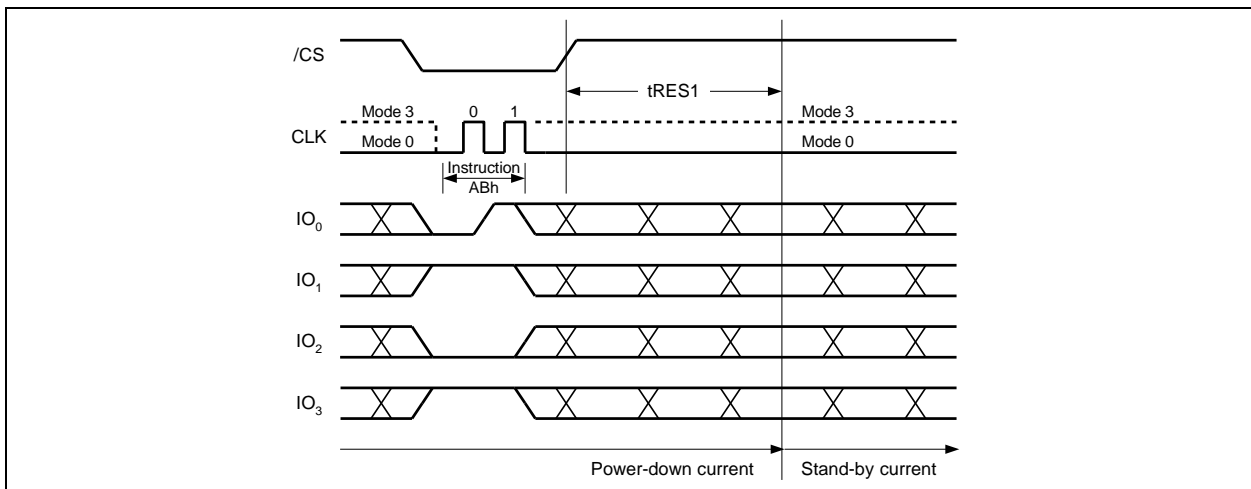 /CS
tRES1
Mode 3 0 1 Mode 3
CLK
Mode 0 Mode 0
Instruction
ABh
IO0
IO1
IO2
IO3
Power-down current Stand-by current